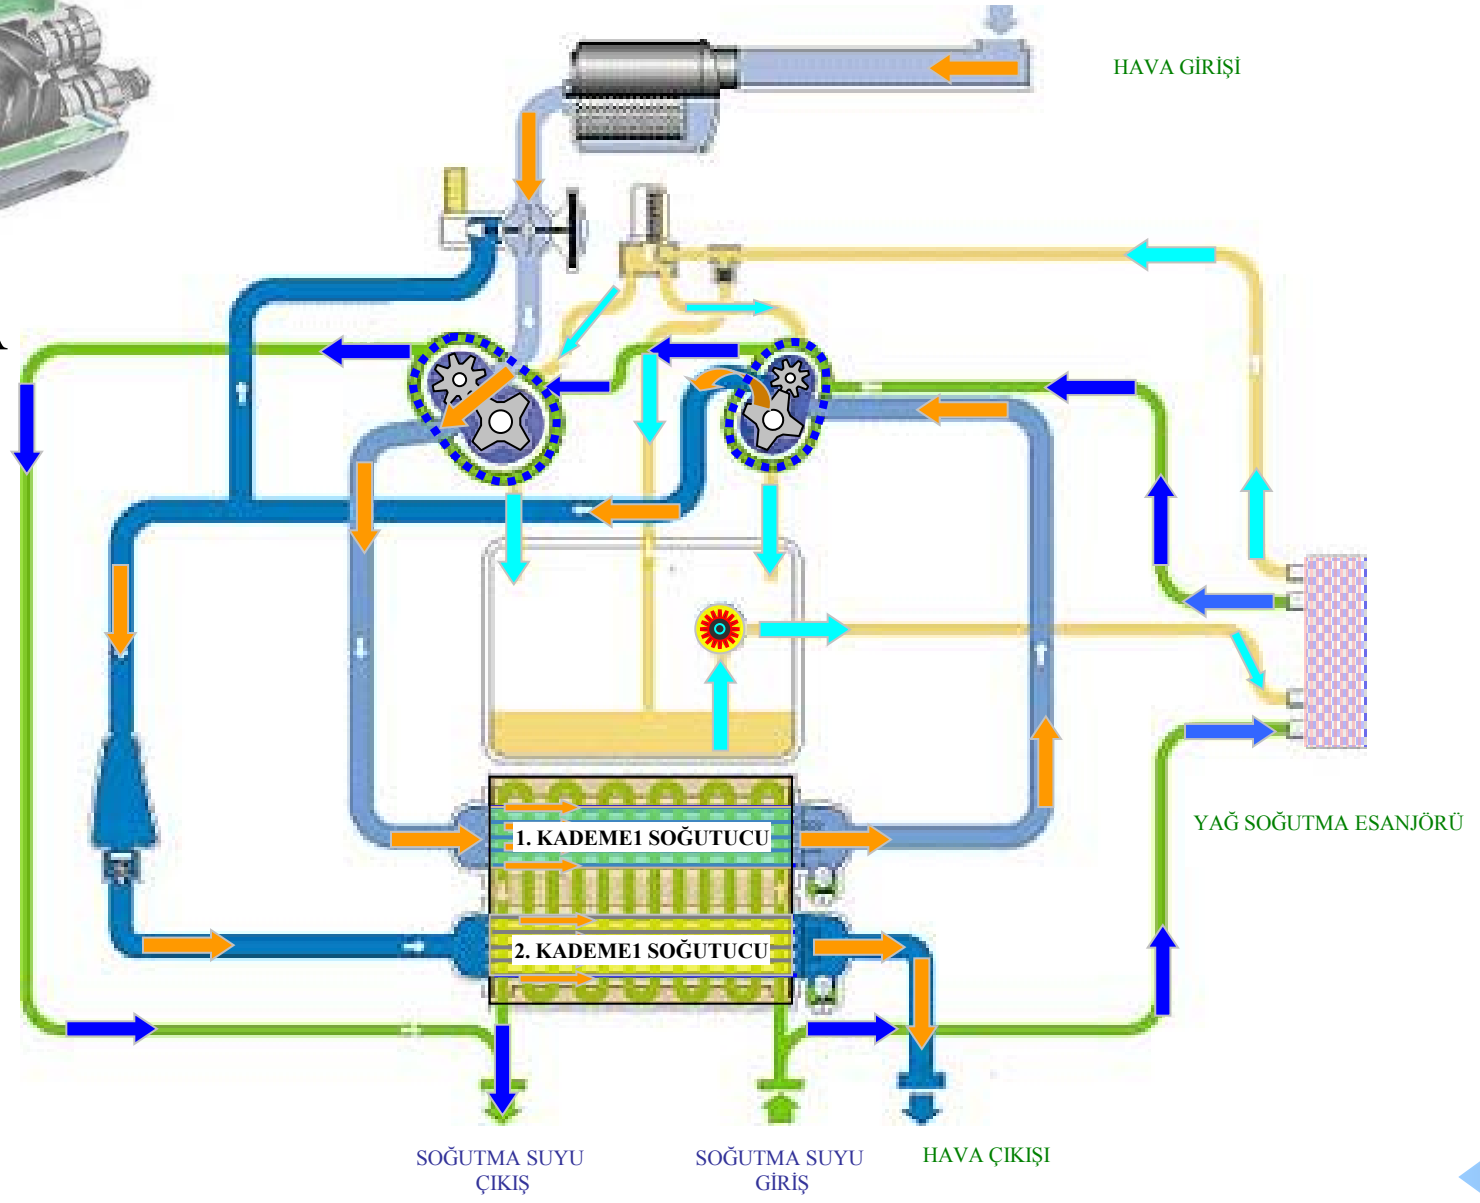 HAVA GİRİŞİ
YAĞ SOĞUTMA ESANJÖRÜ
1. KADEME1 SOĞUTUCU
2. KADEME1 SOĞUTUCU
SOĞUTMA SUYU
ÇIKIŞ
SOĞUTMA SUYU
GİRİŞ
HAVA ÇIKIŞI